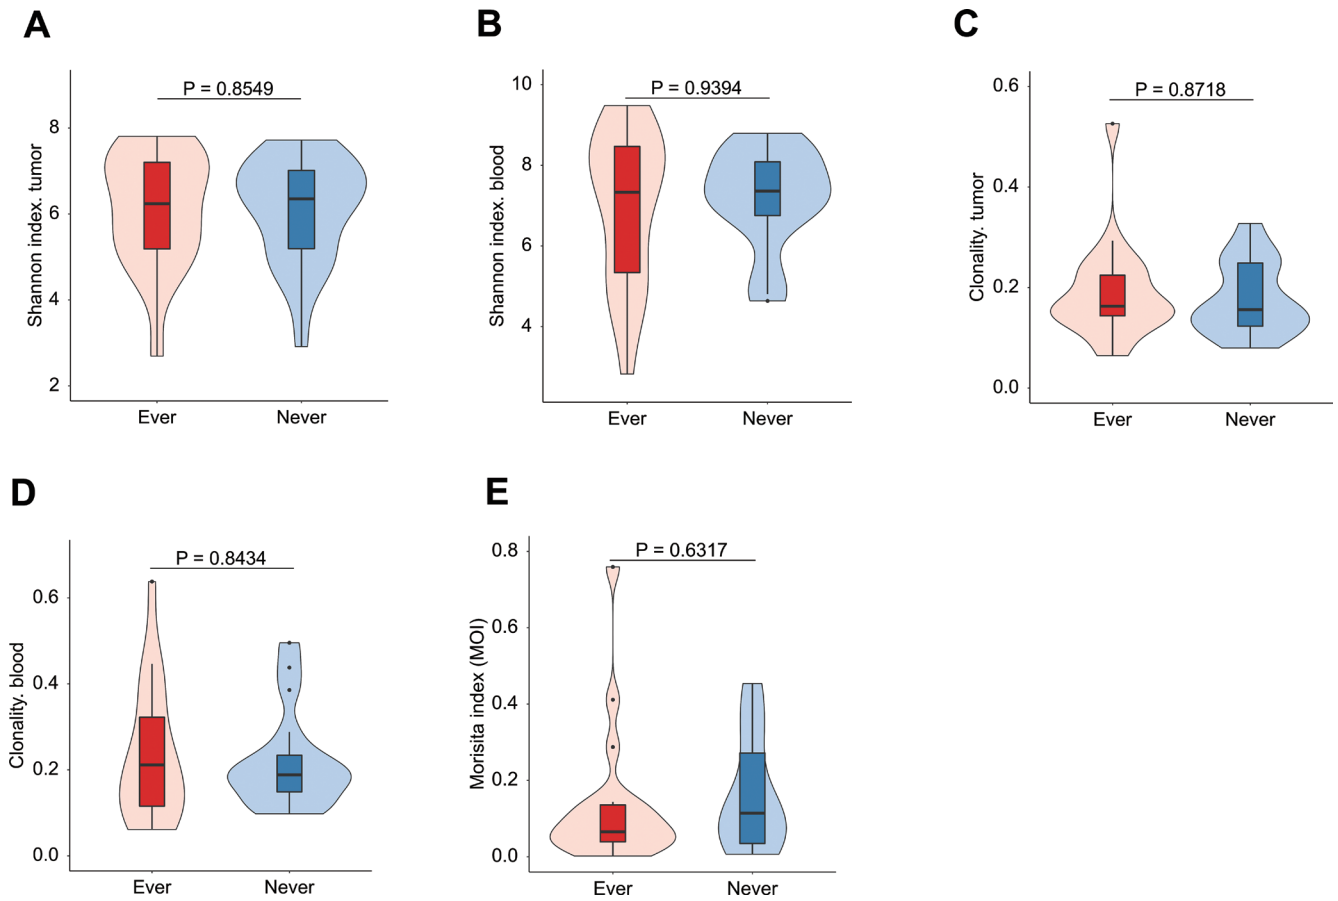 A
P = 0.8549
Shannon index. tumor
8
6
4
2
Ever
Never
B
P = 0.9394
Shannon index. blood
10
8
6
4
Ever
Never
C
P = 0.8718
Clonality. tumor
0.6
0.4
0.2
0.0
Ever
Never
D
P = 0.8434
Clonality. blood
0.6
0.4
0.2
0.0
Ever
Never
E
P = 0.6317
Morisita index (MOI)
0.8
0.6
0.4
0.2
0.0
Ever
Never